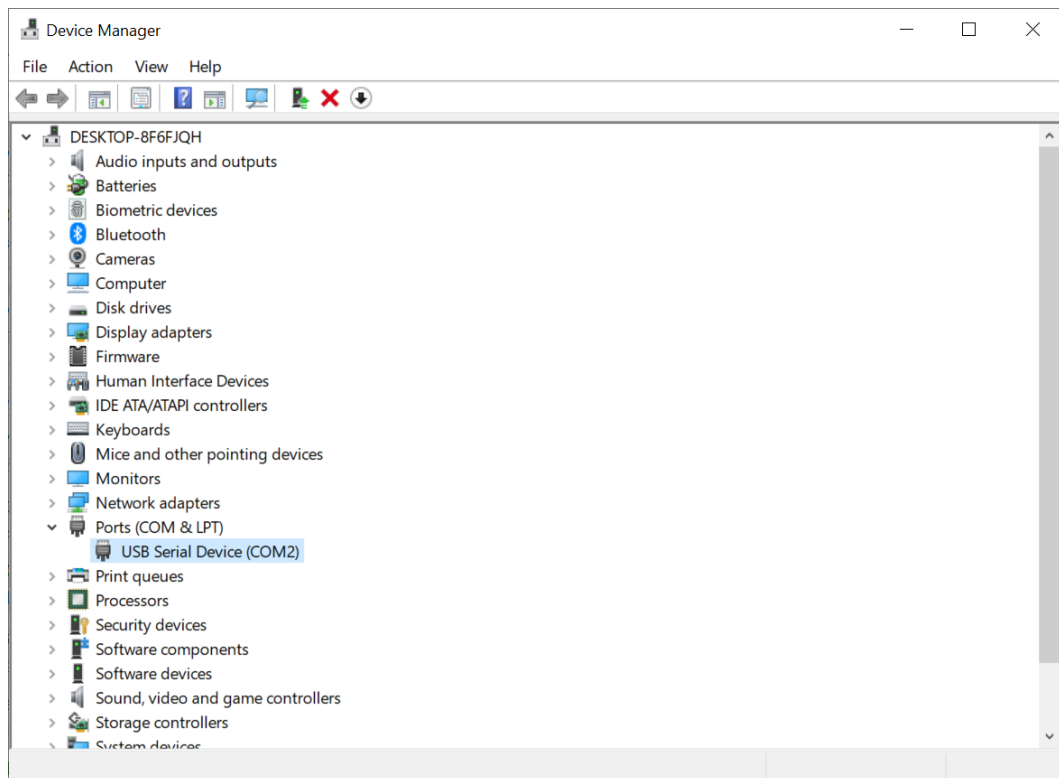 Device Manager
File Action View Help
DESKTOP-8F6FJQH
Audio inputs and outputs
Batteries
Biometric devices
Bluetooth
Cameras
Computer
Disk drives
Display adapters
Firmware
Human Interface Devices
IDE ATA/ATAPI controllers
Keyboards
Mice and other pointing devices
Monitors
Network adapters
Ports (COM & LPT)
USB Serial Device (COM2)
Print queues
Processors
Security devices
Software components
Software devices
Sound, video and game controllers
Storage controllers
System devices